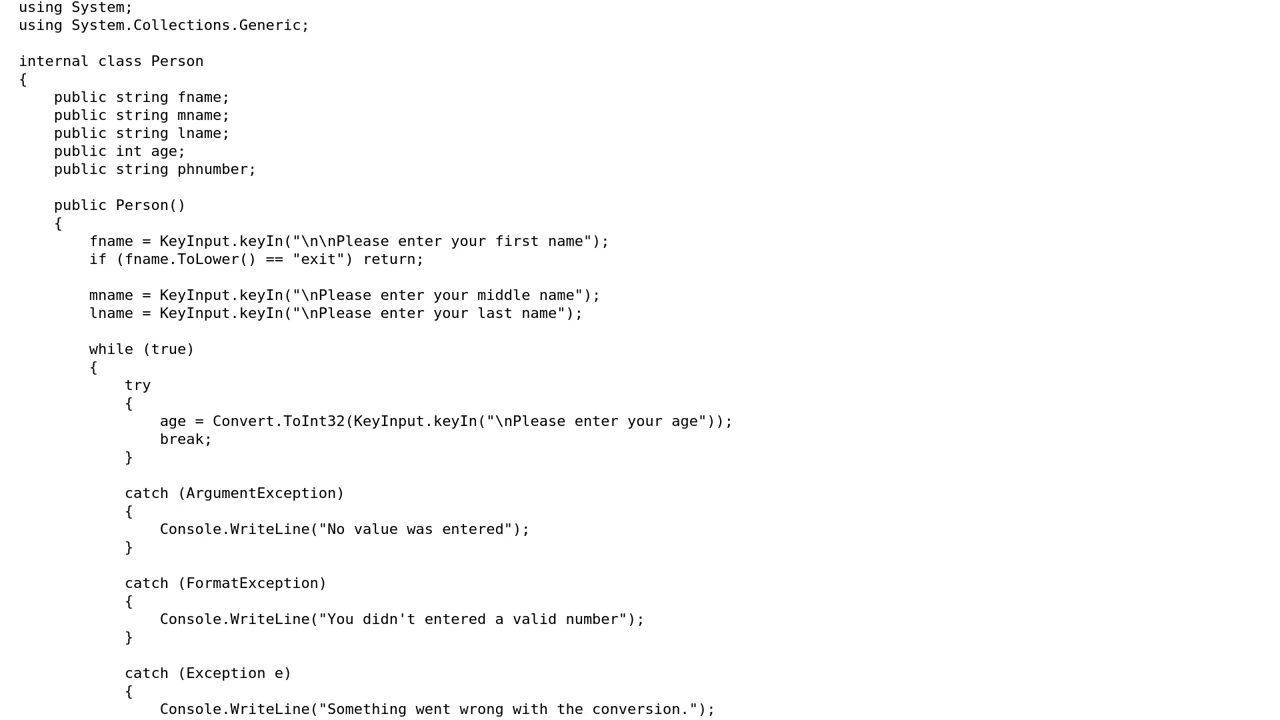 using System;
using System.Collections.Generic;
internal class Person
{
public string fname;
public string mname;
public string lname;
public int age;
public string phnumber;
public Person()
{
fname = KeyInput.keyIn("\n\nPlease enter your first name");
if (fname.ToLower() == "exit") return;
mname = KeyInput.keyIn("\nPlease enter your middle name");
lname = KeyInput.keyIn("\nPlease enter your last name");
while (true)
{
try
{
age = Convert.ToInt32(KeyInput.keyIn("\nPlease enter your age"));
break;
}
catch (ArgumentException)
{
Console.WriteLine("No value was entered");
}
catch (FormatException)
{
Console.WriteLine("You didn't entered a valid number");
}
catch (Exception e)
{
Console.WriteLine("Something went wrong with the conversion.");